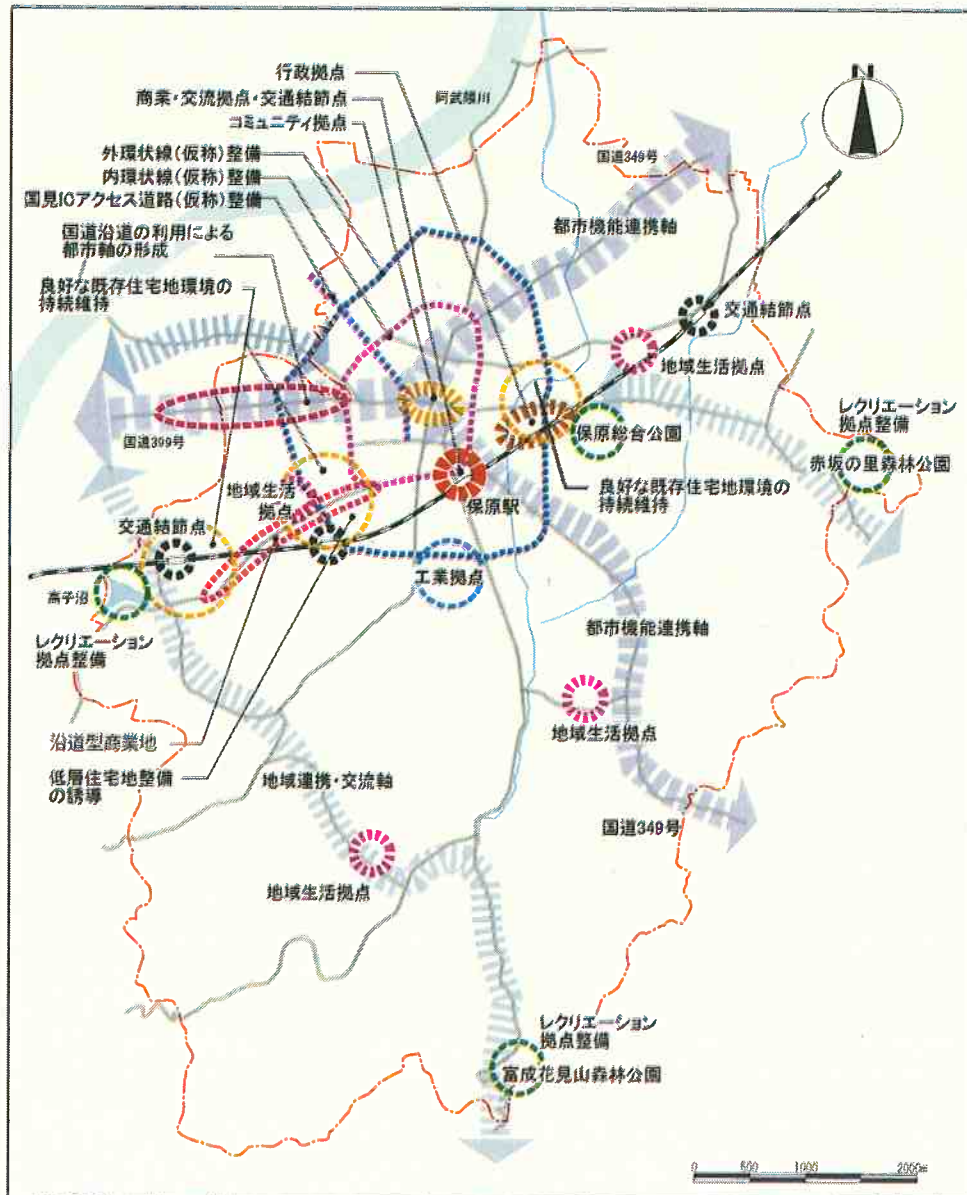 行政拠点
商業・交流拠点・交通結節点
コミュニティ拠点
外環状線(仮称)整備
内環状線(仮称)整備
国見ICアクセス道路(仮称)整備
国道沿道の利用による
都市軸の形成
良好な既存住宅地環境の
持続維持
阿武隈川
国道349号
N
都市機能連携軸
交通結節点
地域生活拠点
レクリエーション
拠点整備
赤坂の里森林公園
保原総合公園
国道399号
地域生活
拠点
保原駅
良好な既存住宅地環境の
持続維持
交通結節点
工業拠点
高子沼
レクリエーション
拠点整備
都市機能連携軸
沿道型商業地
地域生活拠点
低層住宅地整備
の誘導
地域連携・交流軸
国道349号
地域生活拠点
レクリエーション
拠点整備
富成花見山森林公園
0 500 1000 2000m